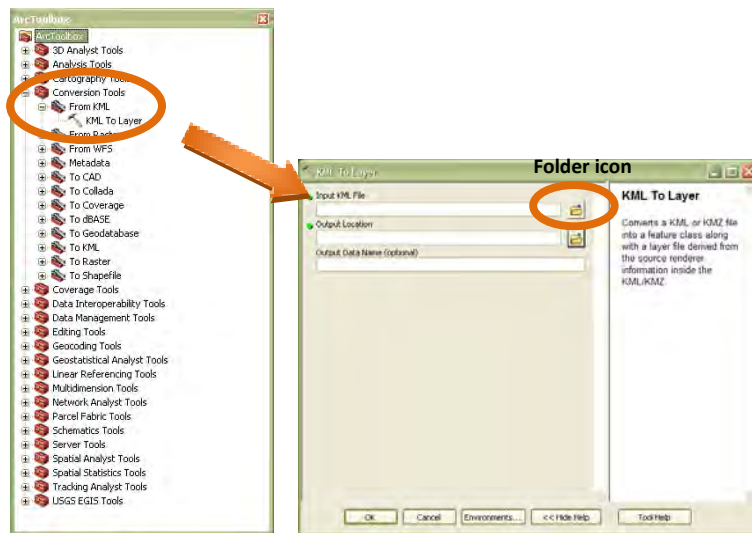 ArcToolbox
ArcToolbox
3D Analyst Tools
Analysis Tools
Cartography Tools
Conversion Tools
From KML
KML To Layer
From Raster
From WFS
Metadata
To CAD
To Collada
To Coverage
To dBASE
To Geodatabase
To KML
To Raster
To Shapefile
Coverage Tools
Data Interoperability Tools
Data Management Tools
Editing Tools
Geocoding Tools
Geostatistical Analyst Tools
Linear Referencing Tools
Multidimension Tools
Network Analyst Tools
Parcel Fabric Tools
Schematics Tools
Server Tools
Spatial Analyst Tools
Spatial Statistics Tools
Tracking Analyst Tools
USGS EGIS Tools
KML To Layer
Folder icon
Input KML File
Output Location
Output Data Name (optional)
KML To Layer
Converts a KML or KMZ file
into a feature class along
with a layer file derived from
the source renderer
information inside the
KML/KMZ.
OK
Cancel
Environments...
<< Hide Help
Tool Help